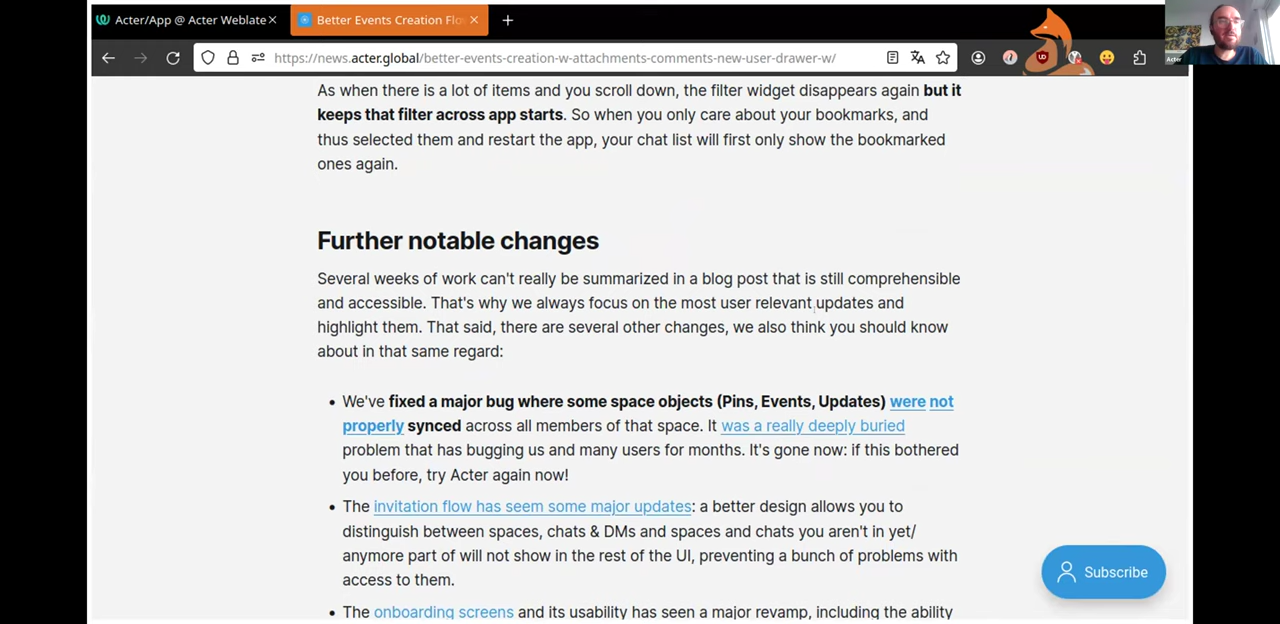 Acter/App @ Acter Weblate
Better Events Creation Flo
https://news.acter.global/better-events-creation-w-attachments-comments-new-user-drawer-w/
Acter
As when there is a lot of items and you scroll down, the filter widget disappears again but it
keeps that filter across app starts. So when you only care about your bookmarks, and
thus selected them and restart the app, your chat list will first only show the bookmarked
ones again.
Further notable changes
Several weeks of work can't really be summarized in a blog post that is still comprehensible
and accessible. That's why we always focus on the most user relevant updates and
highlight them. That said, there are several other changes, we also think you should know
about in that same regard:
We've fixed a major bug where some space objects (Pins, Events, Updates) were not
properly synced across all members of that space. It was a really deeply buried
problem that has bugging us and many users for months. It's gone now: if this bothered
you before, try Acter again now!
The invitation flow has seem some major updates: a better design allows you to
distinguish between spaces, chats & DMs and spaces and chats you aren't in yet/
anymore part of will not show in the rest of the UI, preventing a bunch of problems with
access to them.
The onboarding screens and its usability has seen a major revamp, including the ability
Subscribe